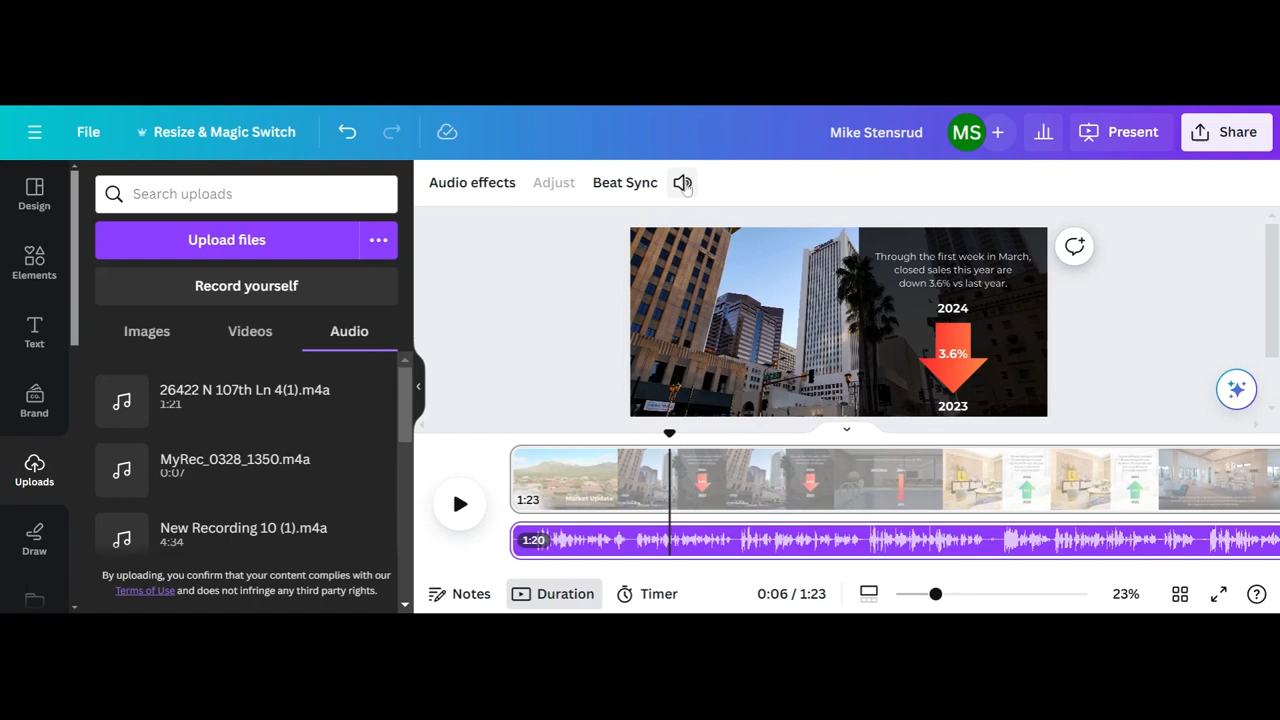 File
Resize & Magic Switch
Mike Stensrud
MS
Present
Share
Design
Elements
Text
Brand
Uploads
Draw
Search uploads
Upload files
Record yourself
Images
Videos
Audio
26422 N 107th Ln 4(1).m4a
1:21
MyRec_0328_1350.m4a
0:07
New Recording 10 (1).m4a
4:34
By uploading, you confirm that your content complies with our
Terms of Use and does not infringe any third party rights.
Audio effects
Adjust
Beat Sync
Through the first week in March,
closed sales this year are
down 3.6% vs last year.
2024
3.6%
2023
1:23
Market Update
1:20
Notes
Duration
Timer
0:06 / 1:23
23%